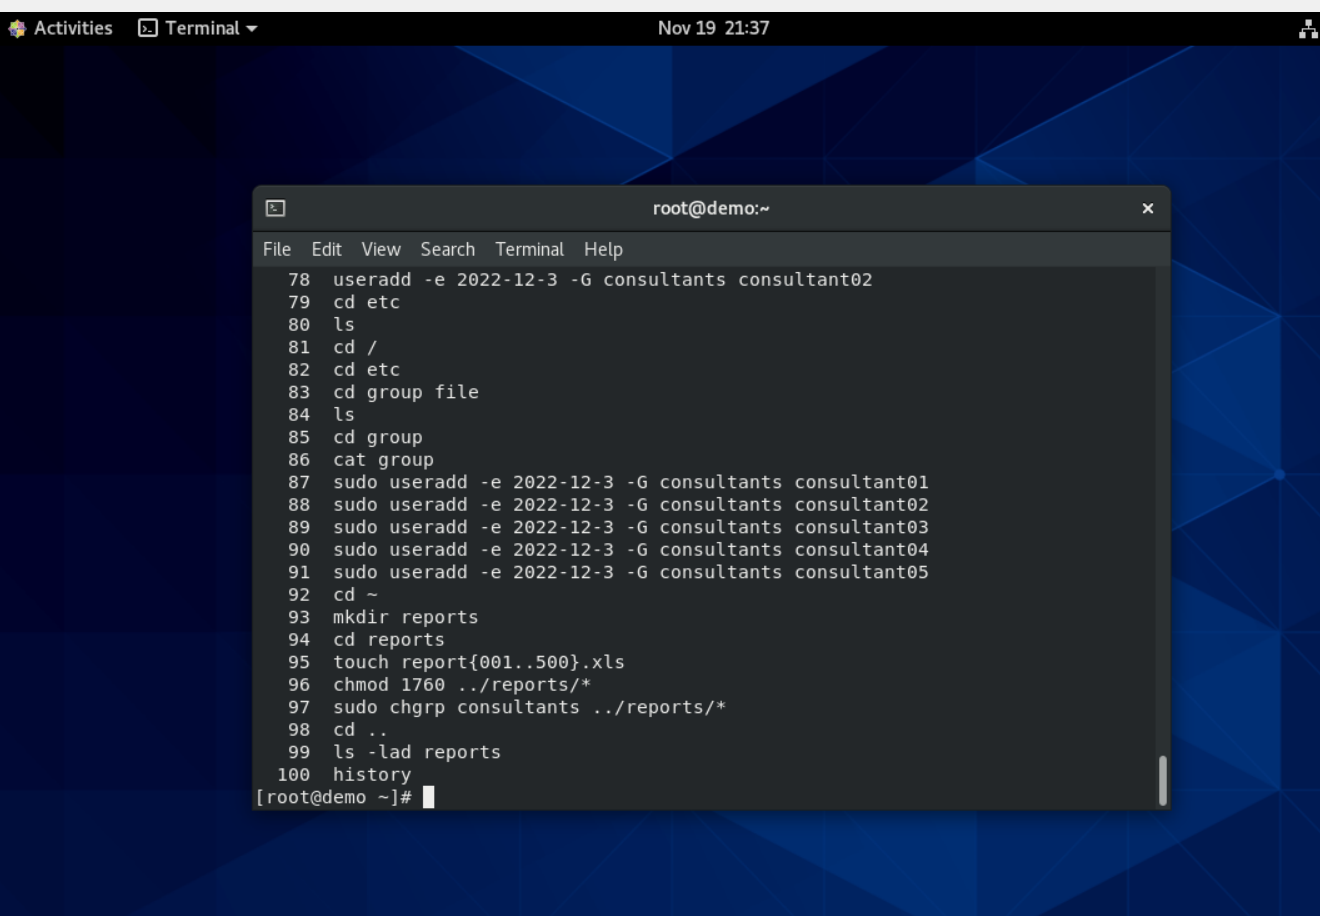 Activities Terminal Nov 19 21:37
root@demo:~ ×
File Edit View Search Terminal Help
78 useradd -e 2022-12-3 -G consultants consultant02
79 cd etc
80 ls
81 cd /
82 cd etc
83 cd group file
84 ls
85 cd group
86 cat group
87 sudo useradd -e 2022-12-3 -G consultants consultant01
88 sudo useradd -e 2022-12-3 -G consultants consultant02
89 sudo useradd -e 2022-12-3 -G consultants consultant03
90 sudo useradd -e 2022-12-3 -G consultants consultant04
91 sudo useradd -e 2022-12-3 -G consultants consultant05
92 cd ~
93 mkdir reports
94 cd reports
95 touch report{001..500}.xls
96 chmod 1760 ../reports/*
97 sudo chgrp consultants ../reports/*
98 cd ..
99 ls -lad reports
100 history
[root@demo ~]#